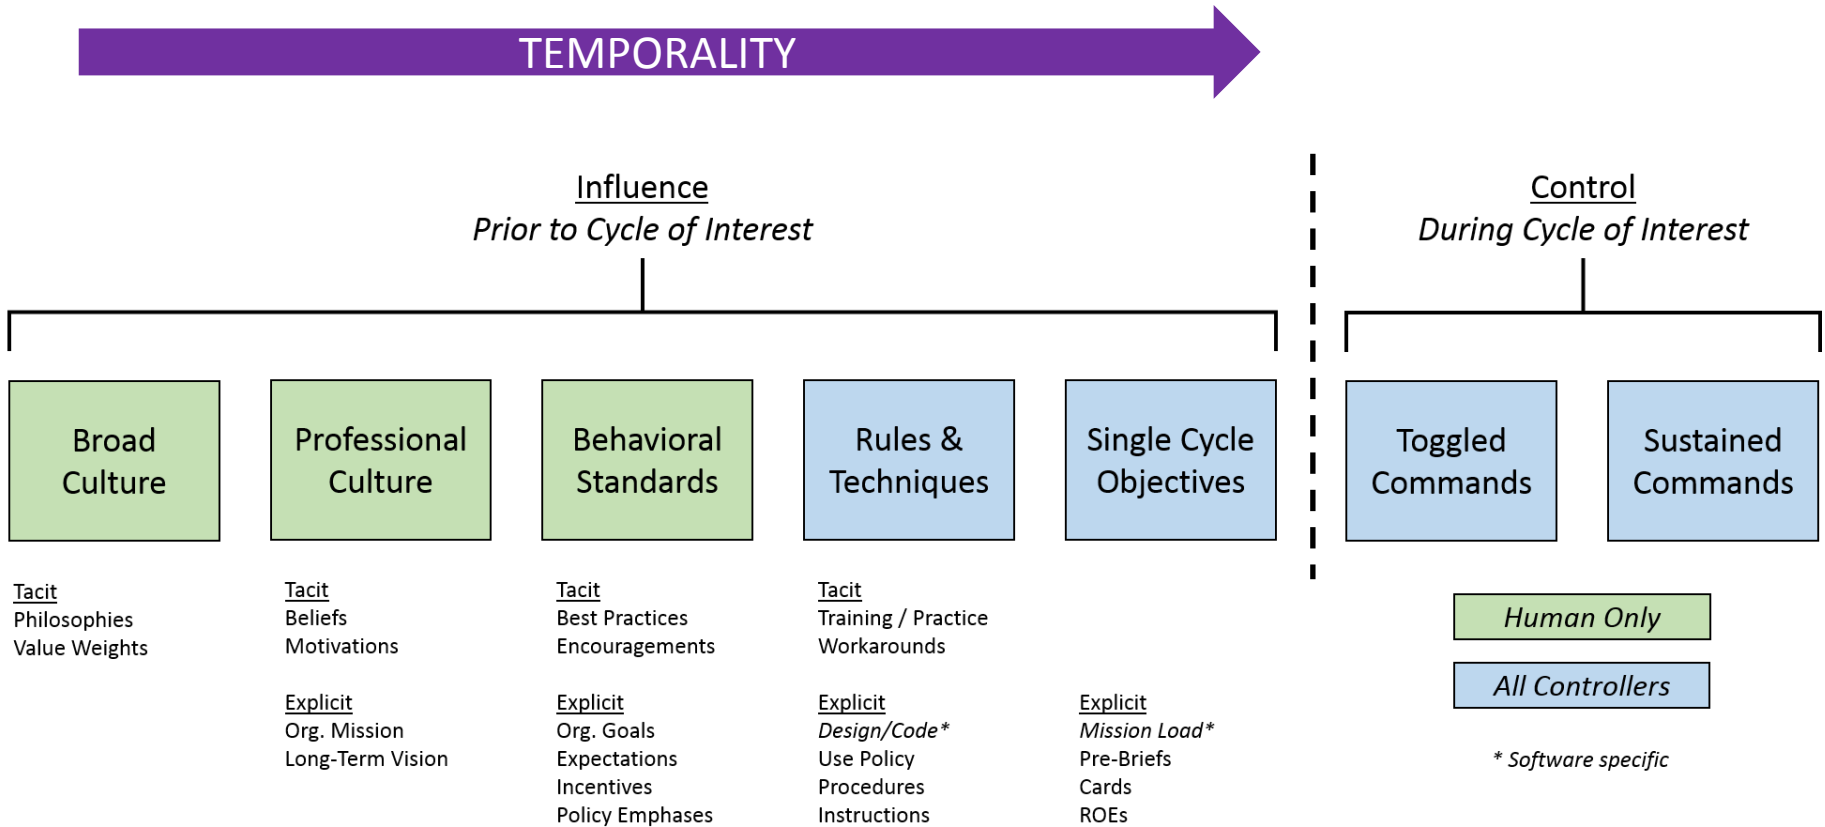 TEMPORALITY
Influence
Prior to Cycle of Interest
Control
During Cycle of Interest
Broad
Culture
Professional
Culture
Behavioral
Standards
Rules &
Techniques
Single Cycle
Objectives
Toggled
Commands
Sustained
Commands
Tacit
Philosophies
Value Weights
Tacit
Beliefs
Motivations
Explicit
Org. Mission
Long-Term Vision
Tacit
Best Practices
Encouragements
Explicit
Org. Goals
Expectations
Incentives
Policy Emphases
Tacit
Training / Practice
Workarounds
Explicit
Design/Code*
Use Policy
Procedures
Instructions
Explicit
Mission Load*
Pre-Briefs
Cards
ROEs
Human Only
All Controllers
* Software specific